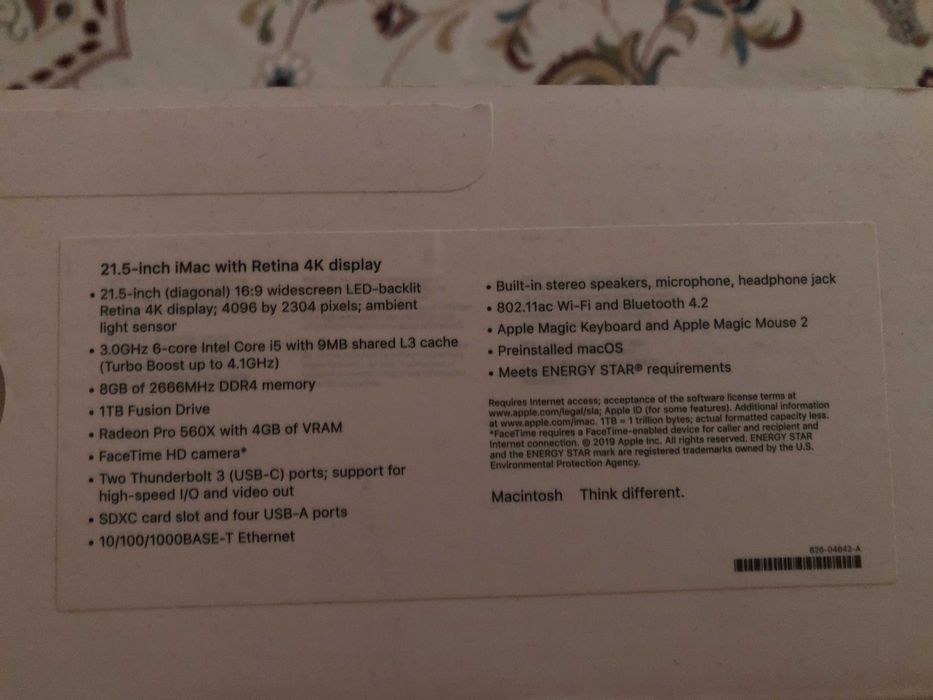 21.5-inch iMac with Retina 4K display
• 21.5-inch (diagonal) 16:9 widescreen LED-backlit
Retina 4K display; 4096 by 2304 pixels; ambient
light sensor
• 3.0GHz 6-core Intel Core i5 with 9MB shared L3 cache
(Turbo Boost up to 4.1GHz)
• 8GB of 2666MHz DDR4 memory
• 1TB Fusion Drive
• Radeon Pro 560X with 4GB of VRAM
• FaceTime HD camera*
• Two Thunderbolt 3 (USB-C) ports; support for
high-speed I/O and video out
• SDXC card slot and four USB-A ports
• 10/100/1000BASE-T Ethernet
• Built-in stereo speakers, microphone, headphone jack
• 802.11ac Wi-Fi and Bluetooth 4.2
• Apple Magic Keyboard and Apple Magic Mouse 2
• Preinstalled macOS
• Meets ENERGY STAR® requirements
Requires Internet access; acceptance of the software license terms at
www.apple.com/legal/sla; Apple ID (for some features). Additional information
at www.apple.com/imac. 1TB = 1 trillion bytes; actual formatted capacity less.
*FaceTime requires a FaceTime-enabled device for caller and recipient and
Internet connection. © 2019 Apple Inc. All rights reserved. ENERGY STAR
and the ENERGY STAR mark are registered trademarks owned by the U.S.
Environmental Protection Agency.
Macintosh Think different.
826-04642-A